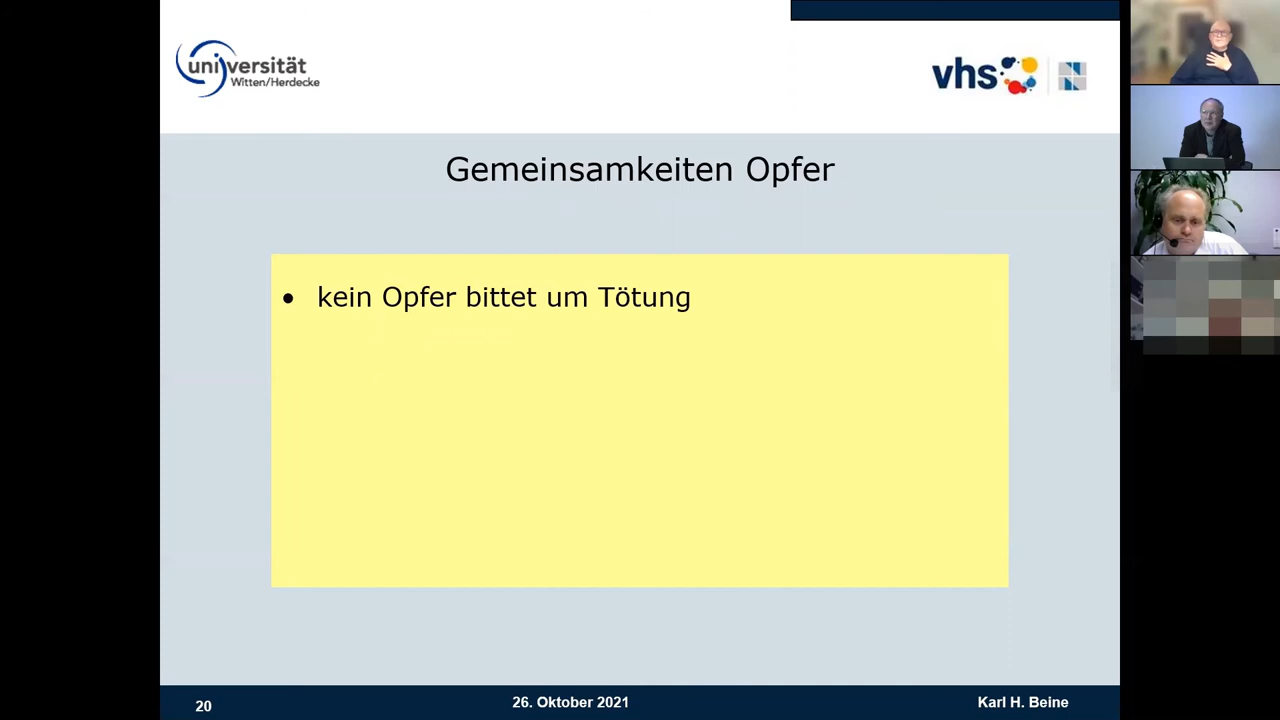 universität
Witten/Herdecke
vhs
Gemeinsamkeiten Opfer
• kein Opfer bittet um Tötung
20
26. Oktober 2021
Karl H. Beine